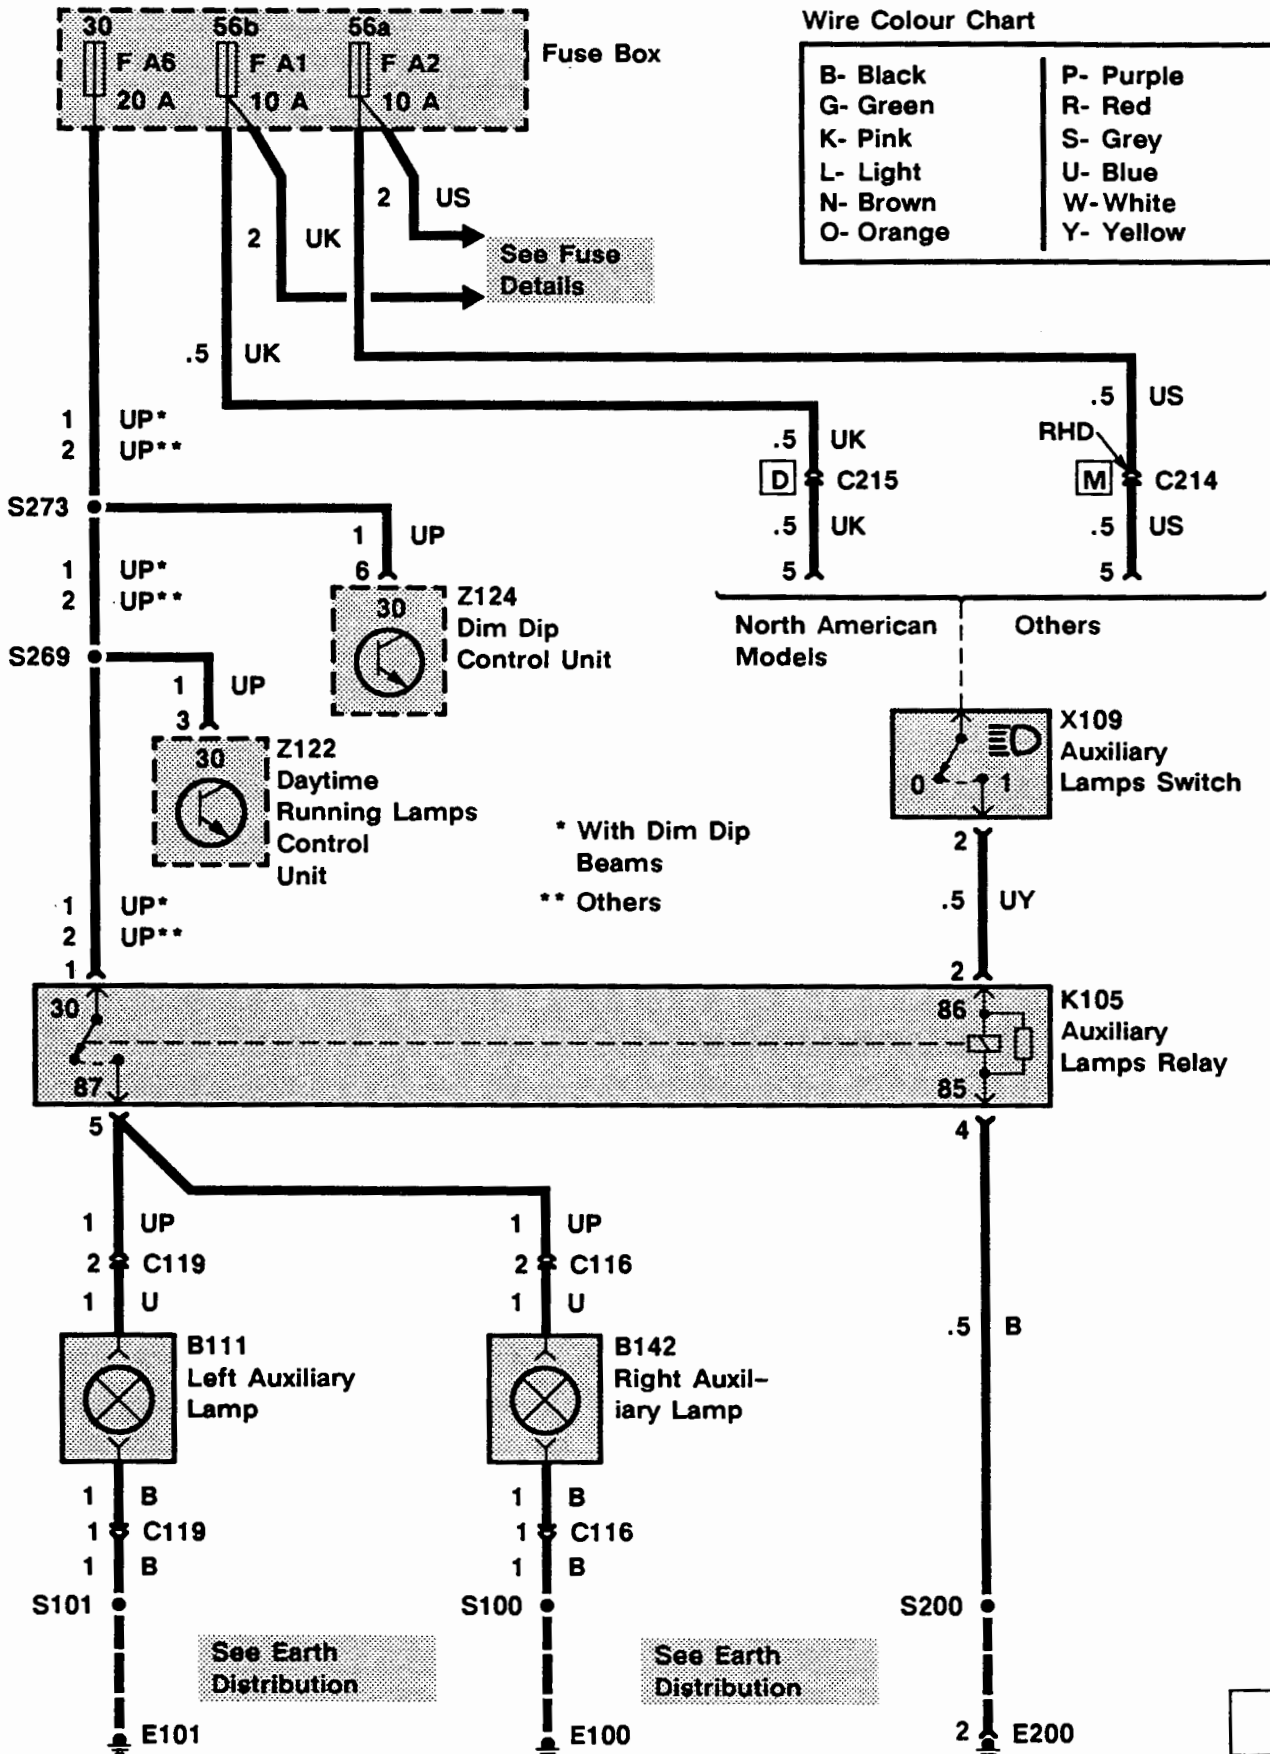 30 56b 56a
F A6 F A1 F A2
20 A 10 A 10 A
Fuse Box
Wire Colour Chart
B- Black P- Purple
G- Green R- Red
K- Pink S- Grey
L- Light U- Blue
N- Brown W- White
O- Orange Y- Yellow
2 US
2 UK
See Fuse
Details
.5 UK
.5 US
1 UP*
2 UP**
RHD
.5 UK
D C215
M C214
S273
.5 UK
.5 US
1 UP
6
5
5
1 UP*
2 UP**
30
Z124
Dim Dip
Control Unit
North American
Models
Others
S269
1 UP
3
30
Z122
Daytime
Running Lamps
Control
Unit
X109
Auxiliary
Lamps Switch
0 1
* With Dim Dip
Beams
** Others
2
.5 UY
1 UP*
2 UP**
1
2
30
86
K105
Auxiliary
Lamps Relay
87
85
5
4
1 UP
1 UP
2 C119
2 C116
1 U
1 U
.5 B
B111
Left Auxiliary
Lamp
B142
Right Auxil-
iary Lamp
1 B
1 B
1 C119
1 C116
1 B
1 B
S101
S100
S200
See Earth
Distribution
See Earth
Distribution
E101
E100
2 E200